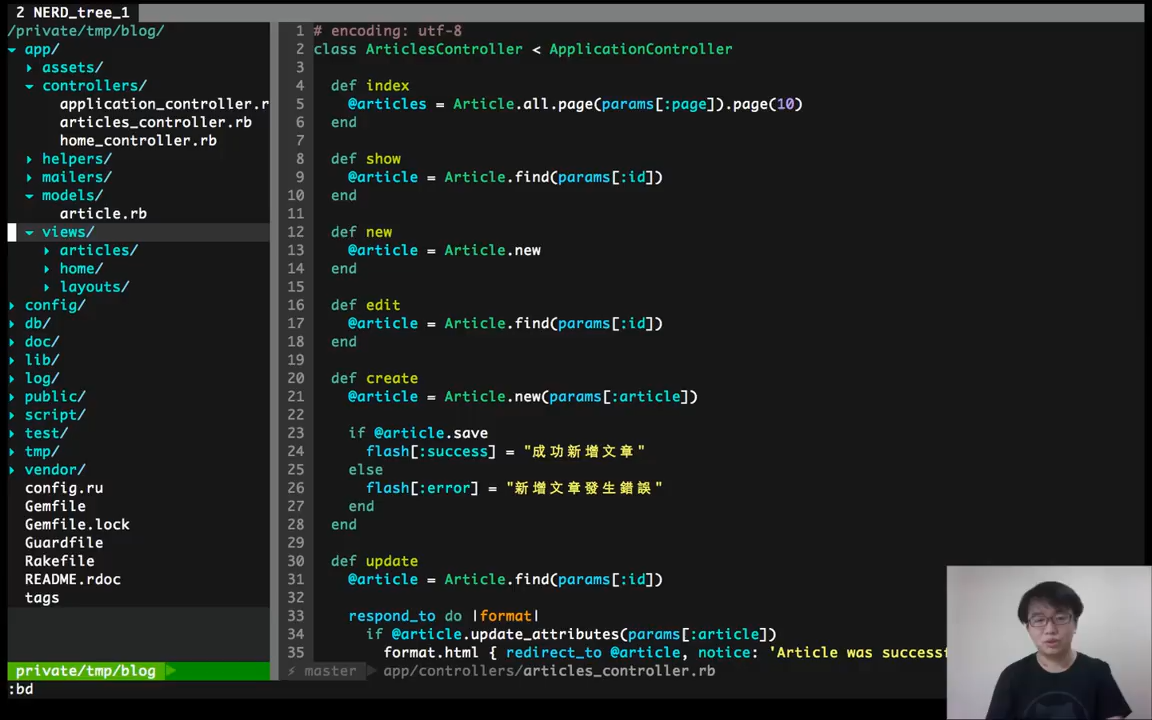 2 NERD_tree_1
/private/tmp/blog/
▾ app/
▸ assets/
▾ controllers/
application_controller.r
articles_controller.rb
home_controller.rb
▸ helpers/
▸ mailers/
▾ models/
article.rb
▾ views/
▸ articles/
▸ home/
▸ layouts/
▸ config/
▸ db/
▸ doc/
▸ lib/
▸ log/
▸ public/
▸ script/
▸ test/
▸ tmp/
▸ vendor/
config.ru
Gemfile
Gemfile.lock
Guardfile
Rakefile
README.rdoc
tags
private/tmp/blog
:bd
1 # encoding: utf-8
2 class ArticlesController < ApplicationController
3
4 def index
5 @articles = Article.all.page(params[:page]).page(10)
6 end
7
8 def show
9 @article = Article.find(params[:id])
10 end
11
12 def new
13 @article = Article.new
14 end
15
16 def edit
17 @article = Article.find(params[:id])
18 end
19
20 def create
21 @article = Article.new(params[:article])
22
23 if @article.save
24 flash[:success] = "成功新增文章"
25 else
26 flash[:error] = "新增文章發生錯誤"
27 end
28 end
29
30 def update
31 @article = Article.find(params[:id])
32
33 respond_to do |format|
34 if @article.update_attributes(params[:article])
35 format.html { redirect_to @article, notice: 'Article was success
master app/controllers/articles_controller.rb